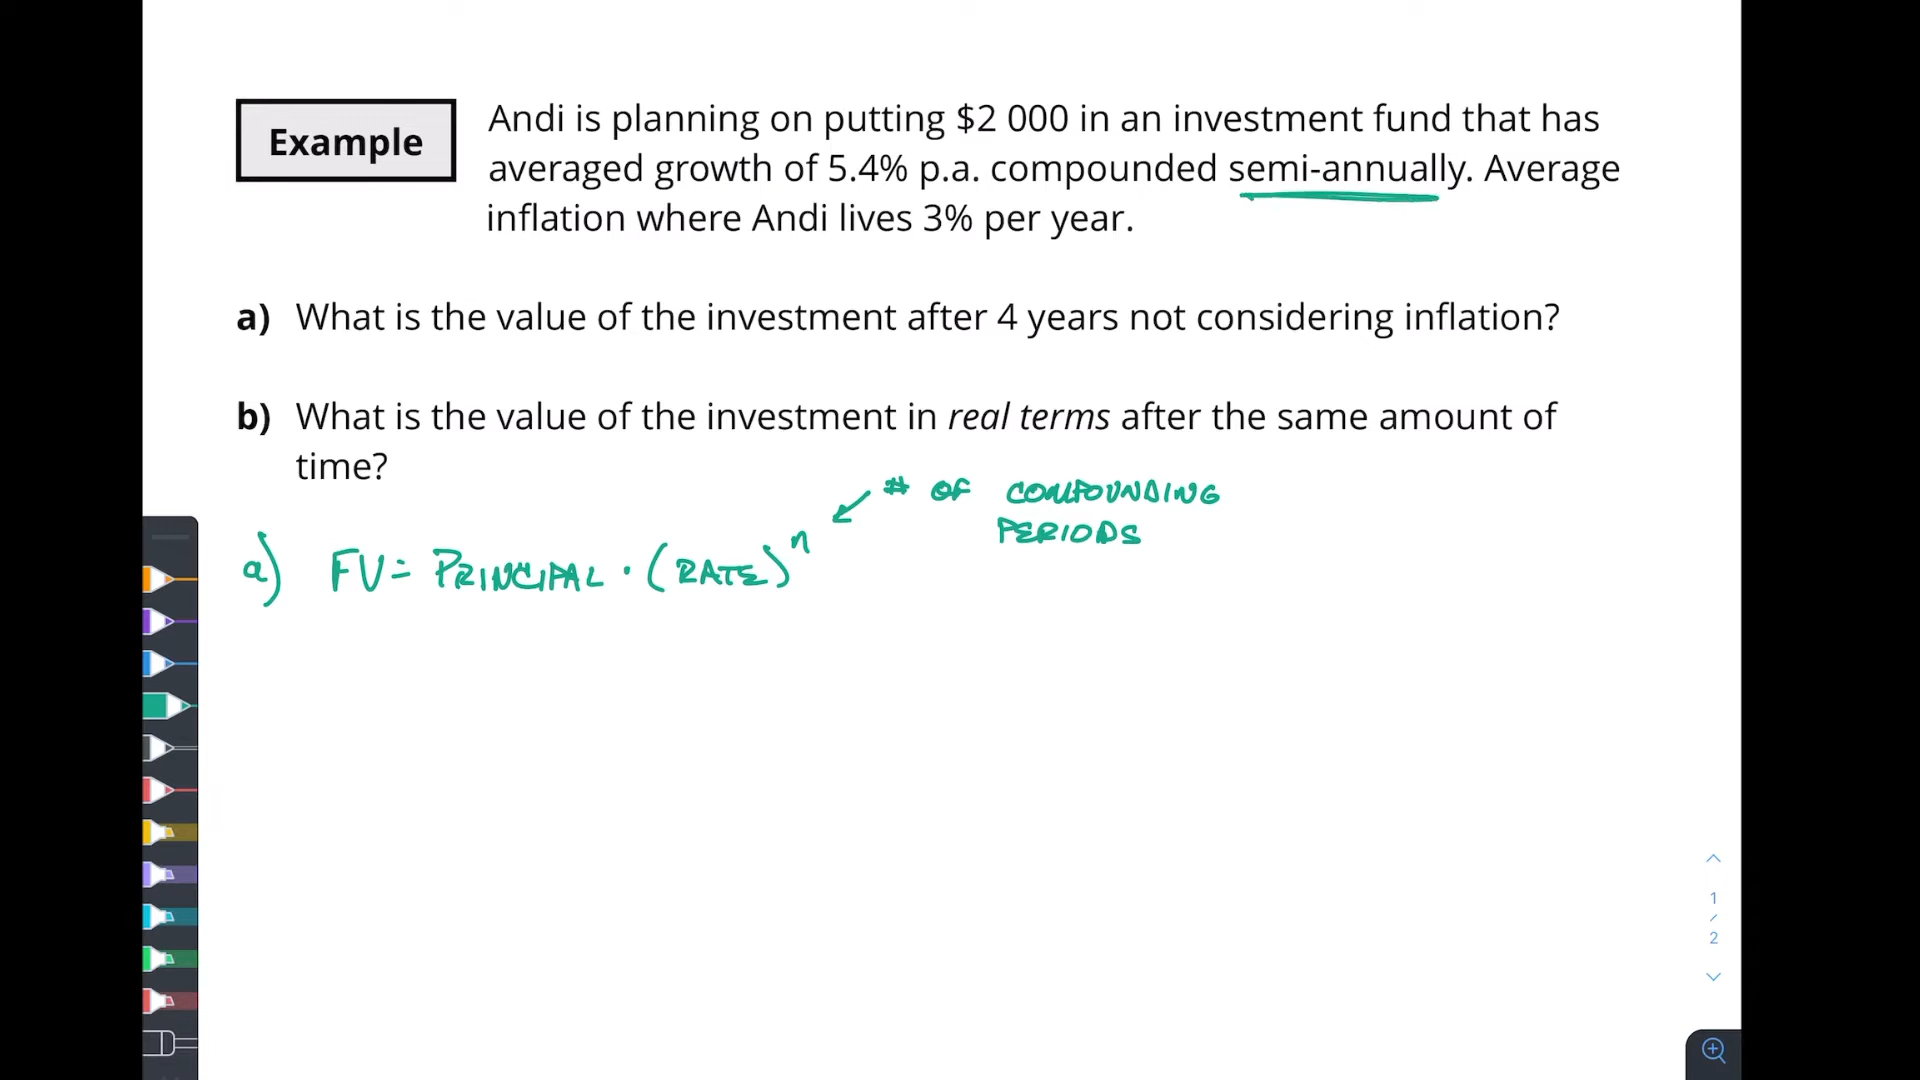 Example
Andi is planning on putting $2 000 in an investment fund that has
averaged growth of 5.4% p.a. compounded semi-annually. Average
inflation where Andi lives 3% per year.
a) What is the value of the investment after 4 years not considering inflation?
b) What is the value of the investment in real terms after the same amount of
time?
# OF COMPOUNDING
PERIODS
a) FV = PRINCIPAL · (RATE)^n
1
/
2